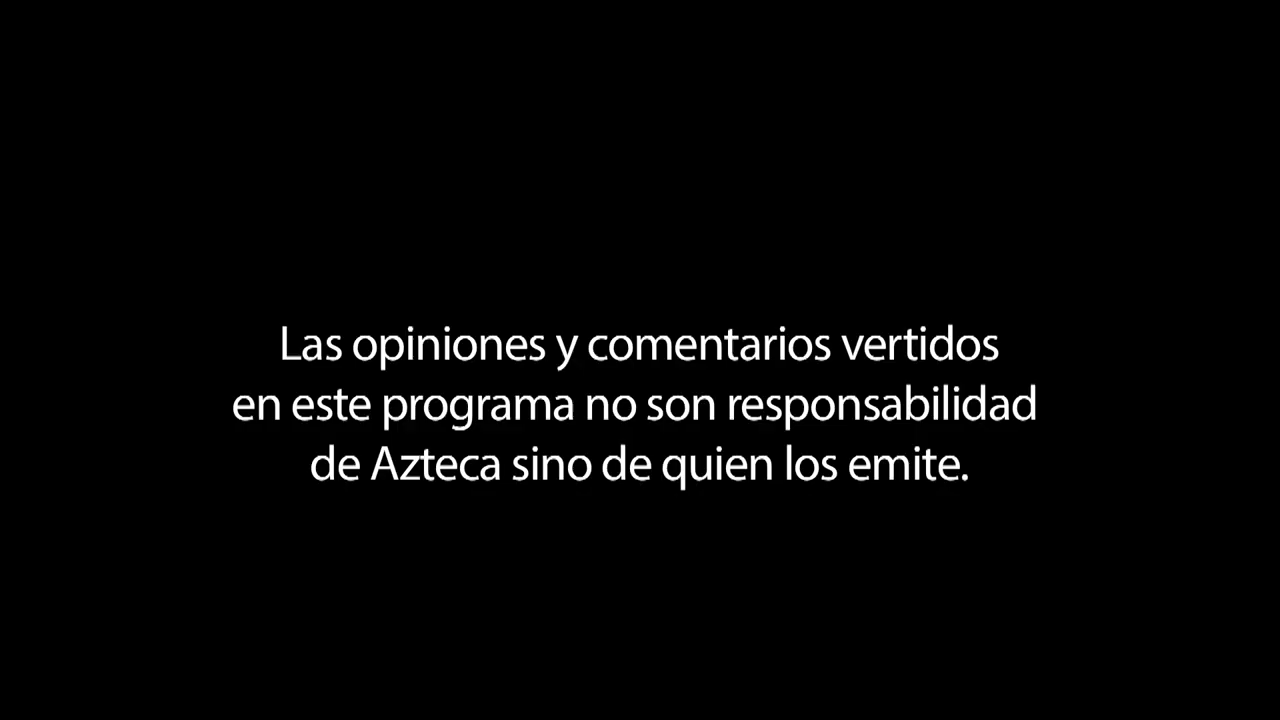 Las opiniones y comentarios vertidos
en este programa no son responsabilidad
de Azteca sino de quien los emite.